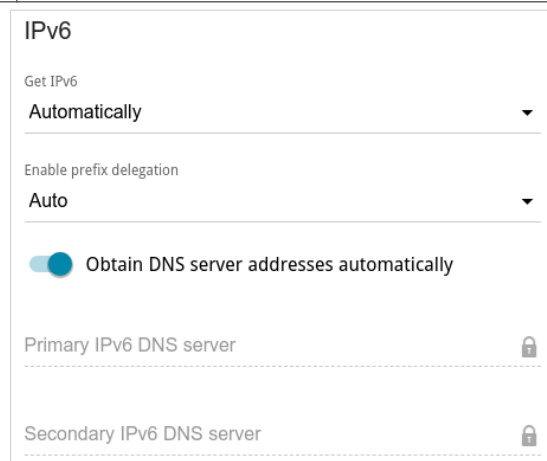 IPv6
Get IPv6
Automatically
Enable prefix delegation
Auto
Obtain DNS server addresses automatically
Primary IPv6 DNS server
Secondary IPv6 DNS server